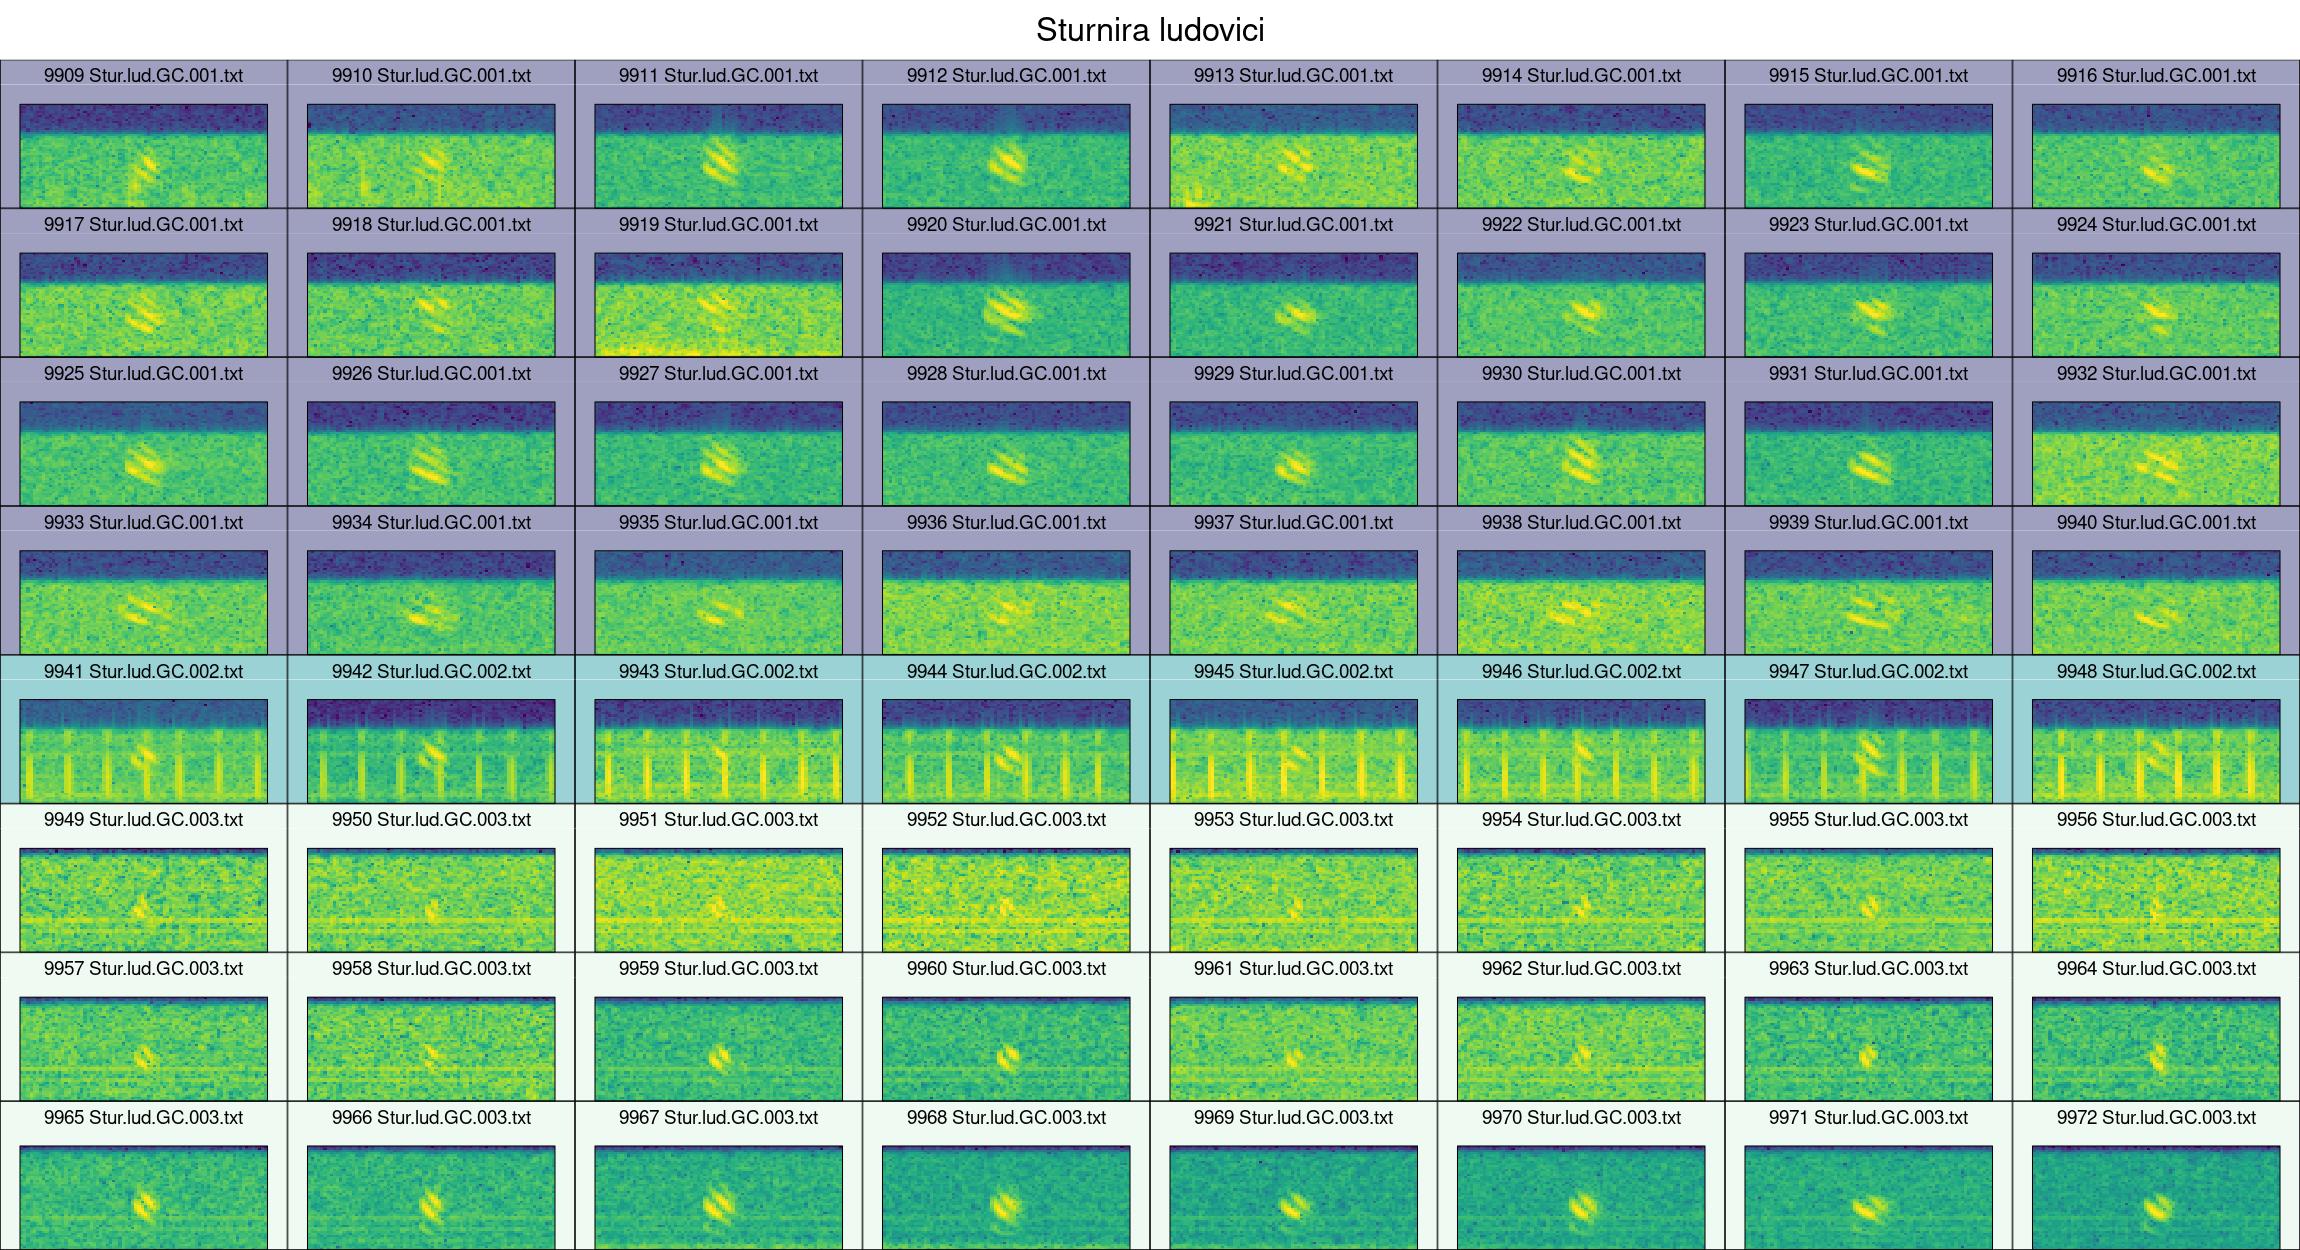 Sturnira ludovici
9909 Stur.lud.GC.001.txt 9910 Stur.lud.GC.001.txt 9911 Stur.lud.GC.001.txt 9912 Stur.lud.GC.001.txt 9913 Stur.lud.GC.001.txt 9914 Stur.lud.GC.001.txt 9915 Stur.lud.GC.001.txt 9916 Stur.lud.GC.001.txt
9917 Stur.lud.GC.001.txt 9918 Stur.lud.GC.001.txt 9919 Stur.lud.GC.001.txt 9920 Stur.lud.GC.001.txt 9921 Stur.lud.GC.001.txt 9922 Stur.lud.GC.001.txt 9923 Stur.lud.GC.001.txt 9924 Stur.lud.GC.001.txt
9925 Stur.lud.GC.001.txt 9926 Stur.lud.GC.001.txt 9927 Stur.lud.GC.001.txt 9928 Stur.lud.GC.001.txt 9929 Stur.lud.GC.001.txt 9930 Stur.lud.GC.001.txt 9931 Stur.lud.GC.001.txt 9932 Stur.lud.GC.001.txt
9933 Stur.lud.GC.001.txt 9934 Stur.lud.GC.001.txt 9935 Stur.lud.GC.001.txt 9936 Stur.lud.GC.001.txt 9937 Stur.lud.GC.001.txt 9938 Stur.lud.GC.001.txt 9939 Stur.lud.GC.001.txt 9940 Stur.lud.GC.001.txt
9941 Stur.lud.GC.002.txt 9942 Stur.lud.GC.002.txt 9943 Stur.lud.GC.002.txt 9944 Stur.lud.GC.002.txt 9945 Stur.lud.GC.002.txt 9946 Stur.lud.GC.002.txt 9947 Stur.lud.GC.002.txt 9948 Stur.lud.GC.002.txt
9949 Stur.lud.GC.003.txt 9950 Stur.lud.GC.003.txt 9951 Stur.lud.GC.003.txt 9952 Stur.lud.GC.003.txt 9953 Stur.lud.GC.003.txt 9954 Stur.lud.GC.003.txt 9955 Stur.lud.GC.003.txt 9956 Stur.lud.GC.003.txt
9957 Stur.lud.GC.003.txt 9958 Stur.lud.GC.003.txt 9959 Stur.lud.GC.003.txt 9960 Stur.lud.GC.003.txt 9961 Stur.lud.GC.003.txt 9962 Stur.lud.GC.003.txt 9963 Stur.lud.GC.003.txt 9964 Stur.lud.GC.003.txt
9965 Stur.lud.GC.003.txt 9966 Stur.lud.GC.003.txt 9967 Stur.lud.GC.003.txt 9968 Stur.lud.GC.003.txt 9969 Stur.lud.GC.003.txt 9970 Stur.lud.GC.003.txt 9971 Stur.lud.GC.003.txt 9972 Stur.lud.GC.003.txt